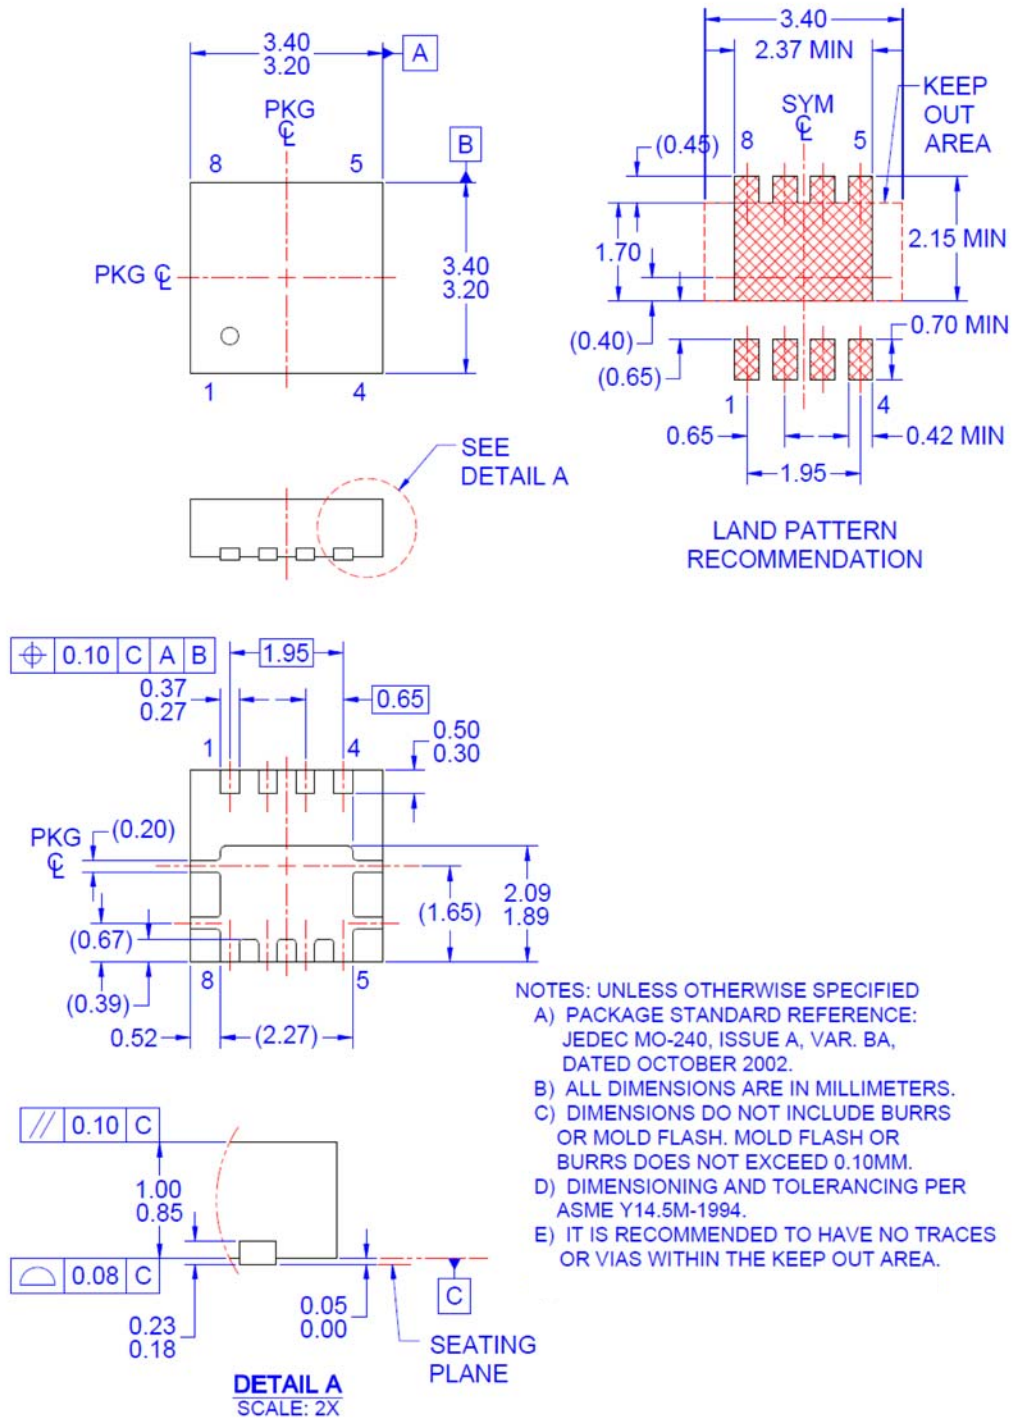 3.40
3.20
A
PKG
℄
B
8 5
PKG ℄
3.40
3.20
1 4
3.40
2.37 MIN
KEEP
OUT
AREA
SYM
℄
(0.45)
8 5
1.70
2.15 MIN
(0.40)
0.70 MIN
(0.65)
1 4
0.65
0.42 MIN
1.95
LAND PATTERN
RECOMMENDATION
SEE
DETAIL A
⌖ 0.10 C A B
1.95
0.37
0.27
0.65
1 4
0.50
0.30
PKG
℄
(0.20)
2.09
1.89
(1.65)
(0.67)
(0.39)
8 5
0.52
(2.27)
NOTES: UNLESS OTHERWISE SPECIFIED
A) PACKAGE STANDARD REFERENCE:
JEDEC MO-240, ISSUE A, VAR. BA,
DATED OCTOBER 2002.
B) ALL DIMENSIONS ARE IN MILLIMETERS.
C) DIMENSIONS DO NOT INCLUDE BURRS
OR MOLD FLASH. MOLD FLASH OR
BURRS DOES NOT EXCEED 0.10MM.
D) DIMENSIONING AND TOLERANCING PER
ASME Y14.5M-1994.
E) IT IS RECOMMENDED TO HAVE NO TRACES
OR VIAS WITHIN THE KEEP OUT AREA.
// 0.10 C
1.00
0.85
⌓ 0.08 C
0.23
0.18
0.05
0.00
C
SEATING
PLANE
DETAIL A
SCALE: 2X